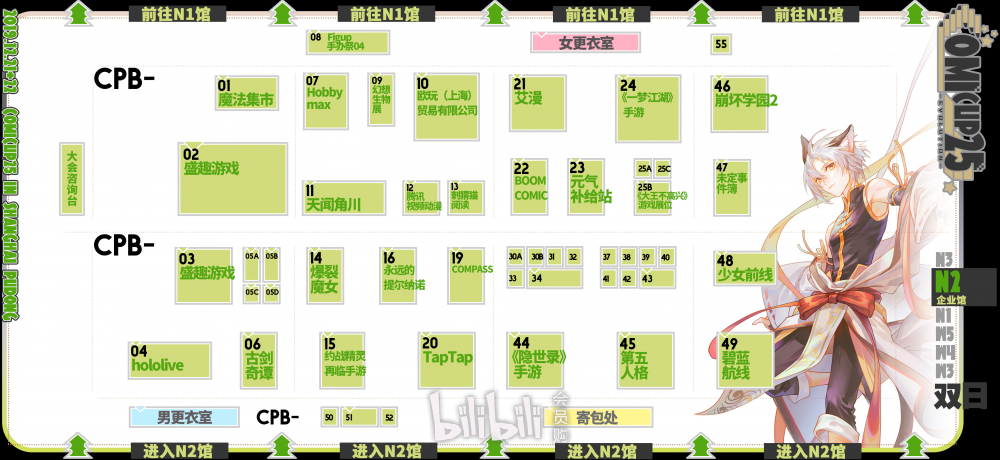 前往N1馆
前往N1馆
前往N1馆
前往N1馆
2019.12.21-22 COMICUP25 IN SHANGHAI PUDONG
COMICUP25
EVOLUTION
08 Figup
手办祭04
女更衣室
55
CPB-
01
魔法集市
07
Hobby
max
09
幻想
生物
展
10
欧玩（上海）
贸易有限公司
21
艾漫
24
《一梦江湖》
手游
46
崩坏学园2
大会咨询台
02
盛趣游戏
11
天闻角川
12
腾讯
视频动漫
13
刺猬猫
阅读
22
BOOM
COMIC
23
元气
补给站
25A
25C
25B
《大王不高兴》
游戏展位
47
未定事
件簿
CPB-
03
盛趣游戏
05A
05B
05C
05D
14
爆裂
魔女
16
永远的
提尔纳诺
19
COMPASS
30A
30B
31
32
33
34
37
38
39
40
41
42
43
48
少女前线
04
hololive
06
古剑
奇谭
15
约战精灵
再临手游
20
TapTap
44
《隐世录》
手游
45
第五
人格
49
碧蓝
航线
N3
N2
企业馆
N1
W5
W4
W3
双日
男更衣室
CPB-
50
51
52
bilibili
会员购
寄包处
进入N2馆
进入N2馆
进入N2馆
进入N2馆